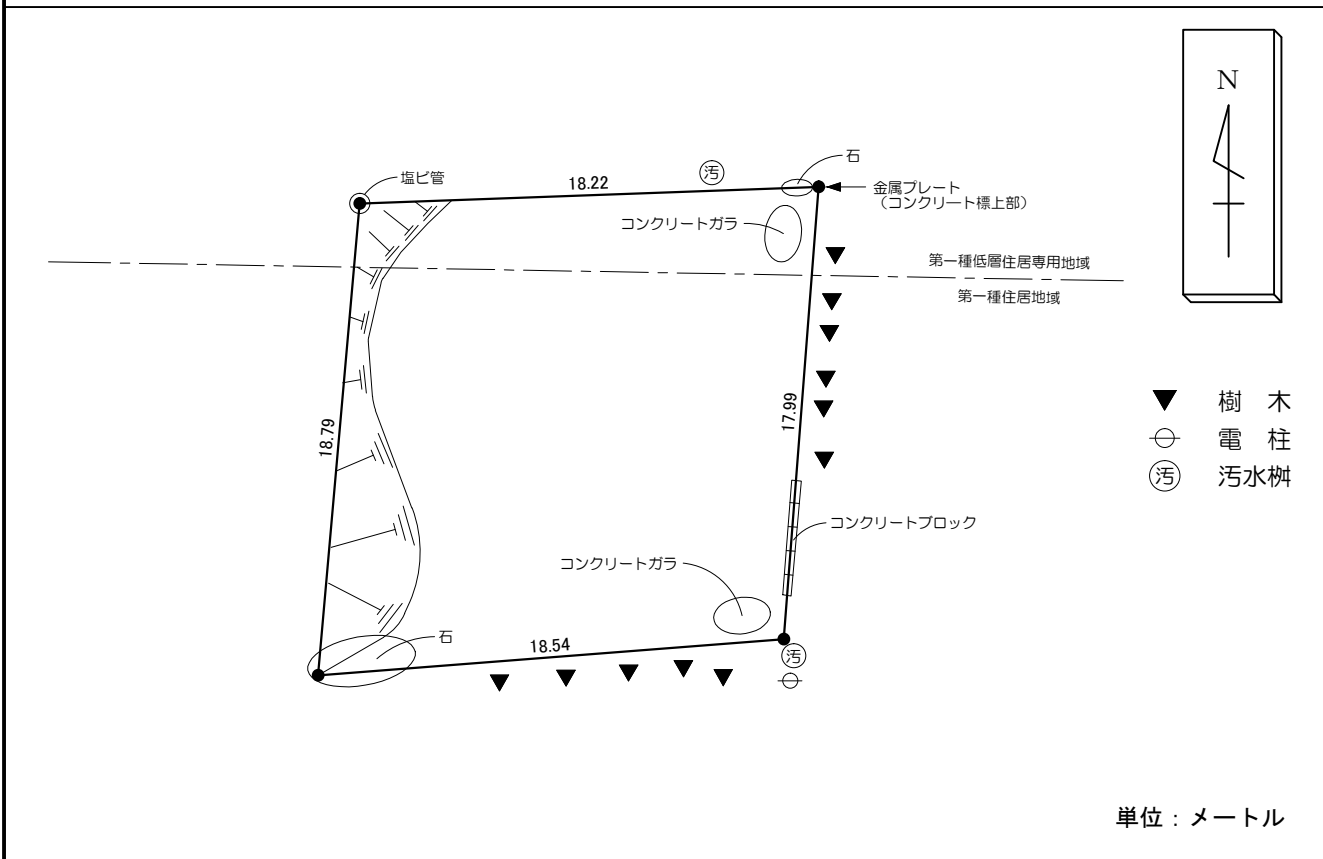 N
石
塩ビ管
18.22
汚
金属プレート
（コンクリート標上部）
コンクリートガラ
第一種低層住居専用地域
第一種住居地域
18.79
17.99
樹 木
電 柱
汚 汚水桝
コンクリートブロック
コンクリートガラ
石
18.54
汚
単位：メートル